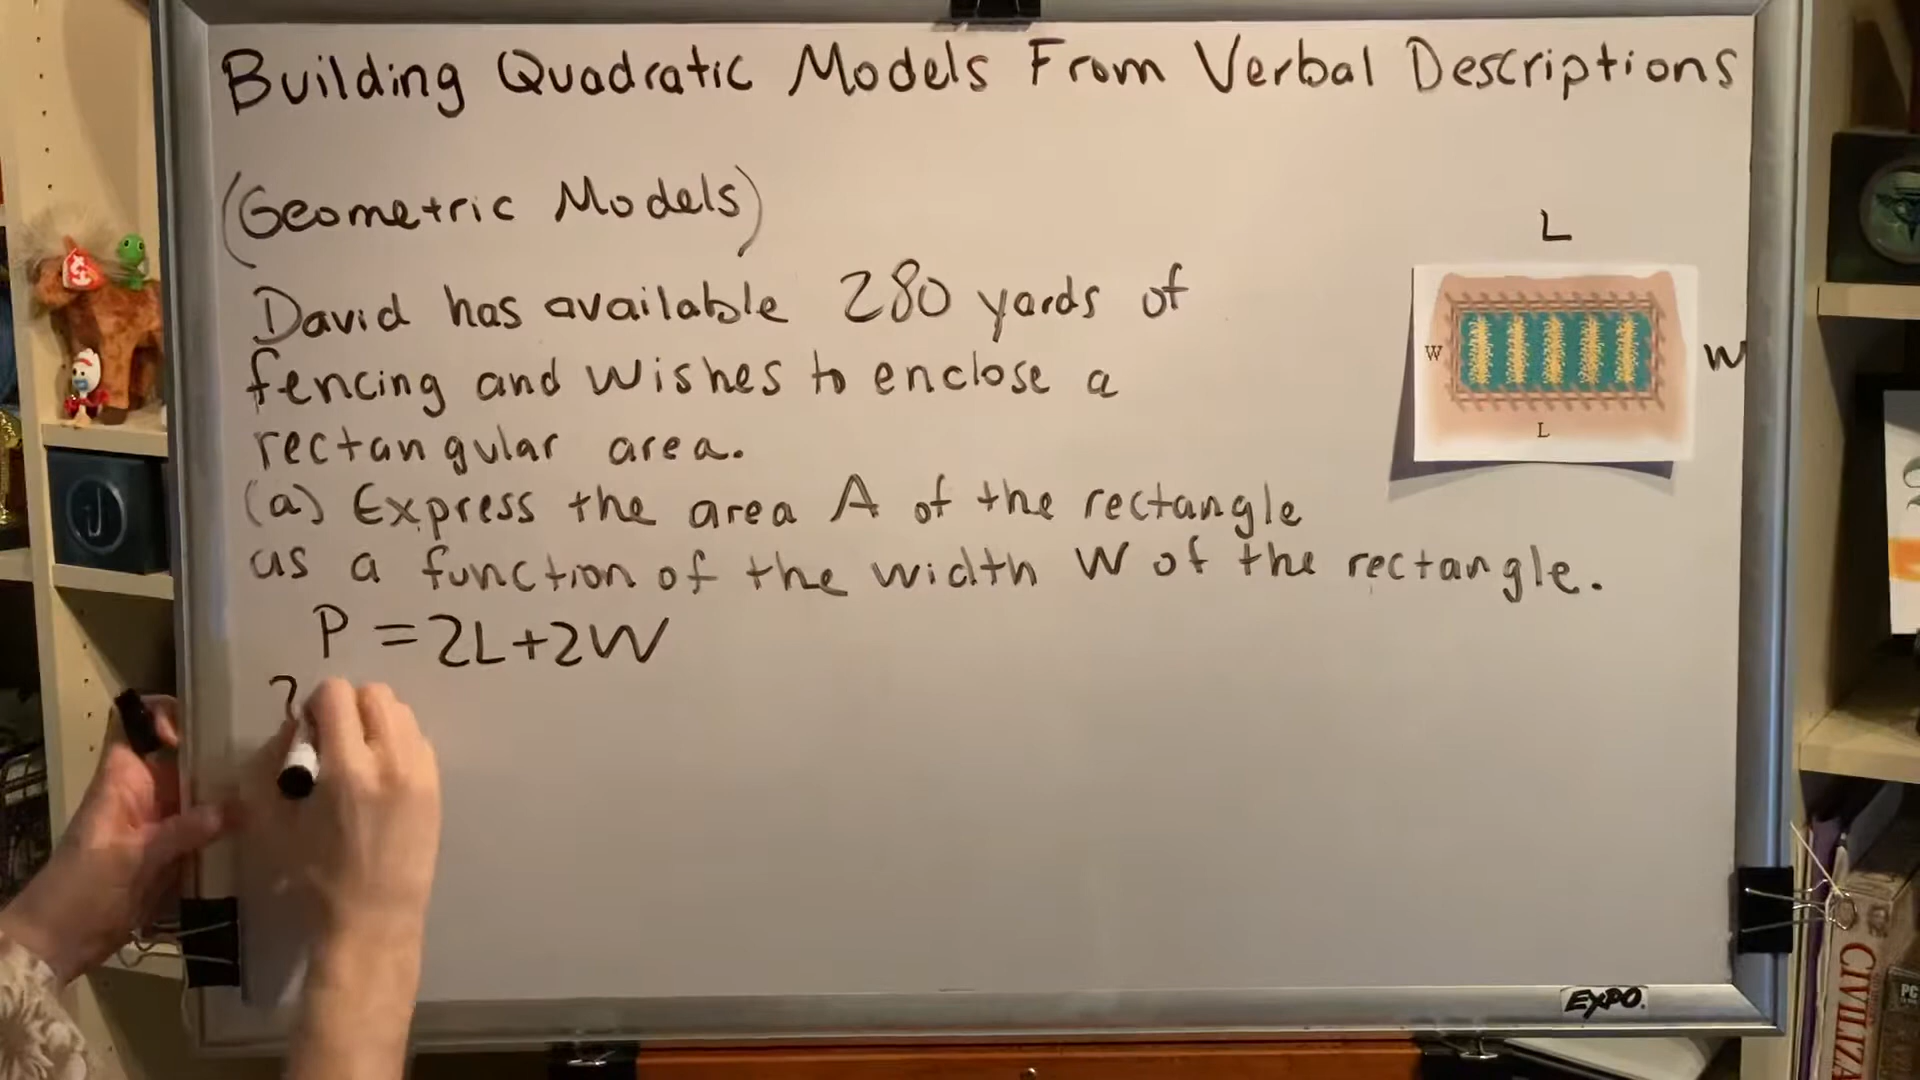 Building Quadratic Models From Verbal Descriptions
(Geometric Models)
David has available 280 yards of
fencing and wishes to enclose a
rectangular area.
(a) Express the area A of the rectangle
as a function of the width W of the rectangle.
P = 2L+2W
2
L
W
W
L
EXPO
J
PC